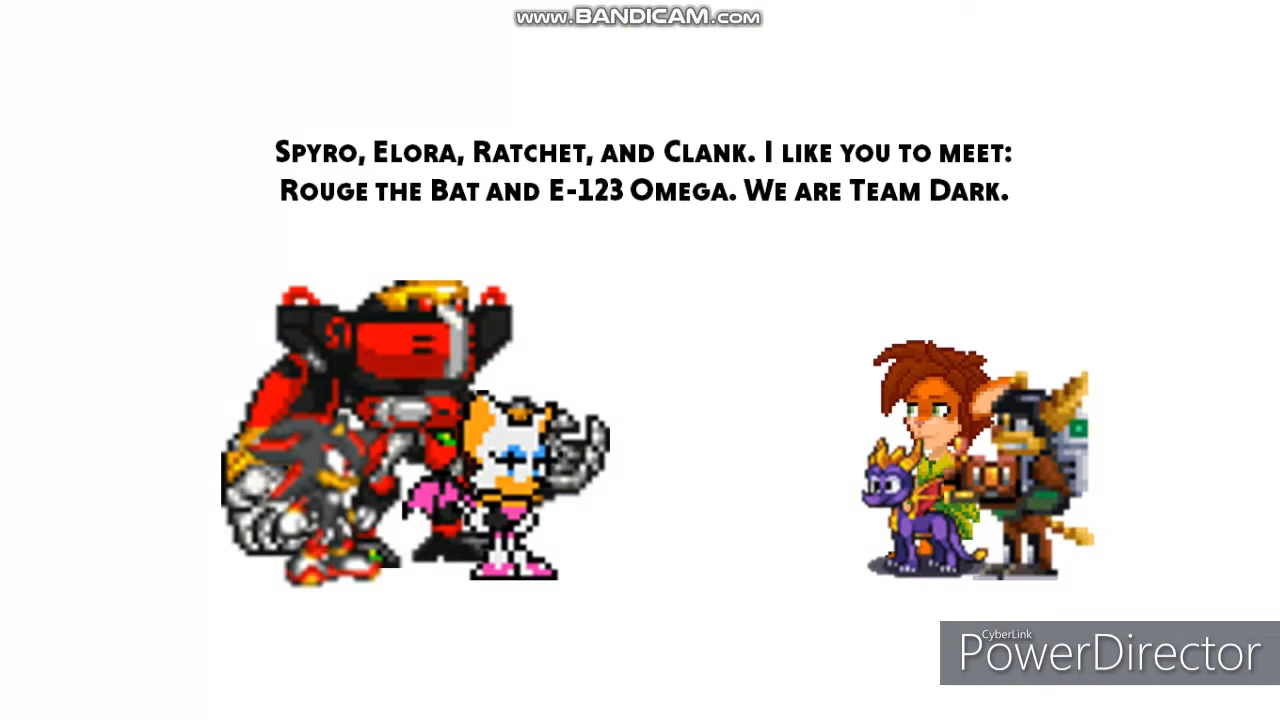 www.BANDICAM.com
Spyro, Elora, Ratchet, and Clank. I like you to meet:
Rouge the Bat and E-123 Omega. We are Team Dark.
CyberLink
PowerDirector